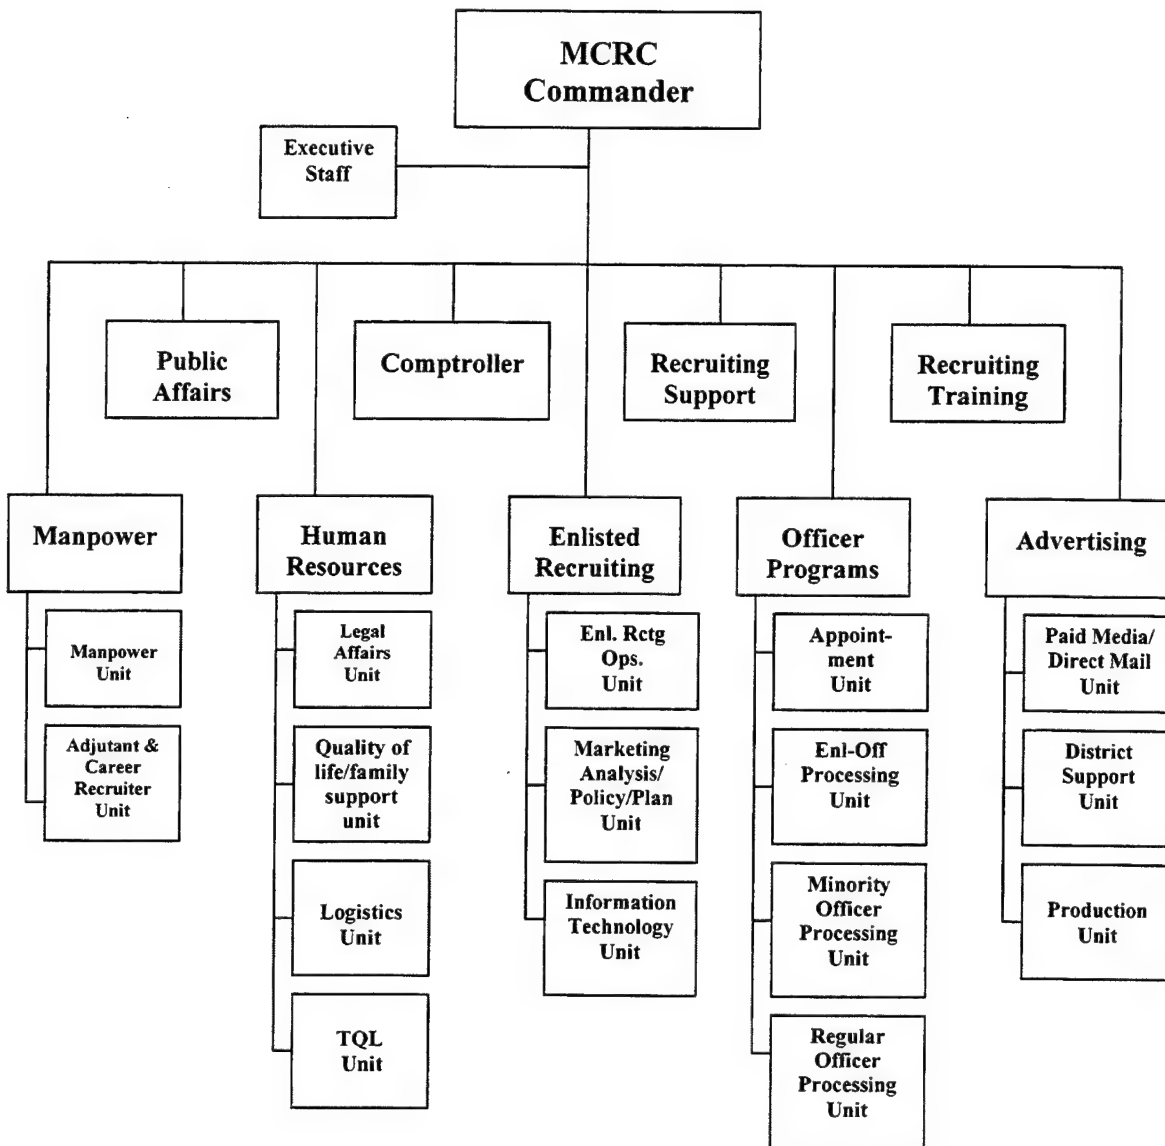 MCRC
Commander
Executive
Staff
Public
Affairs
Comptroller
Recruiting
Support
Recruiting
Training
Manpower
Human
Resources
Enlisted
Recruiting
Officer
Programs
Advertising
Manpower
Unit
Adjutant &
Career
Recruiter
Unit
Legal
Affairs
Unit
Quality of
life/family
support
unit
Logistics
Unit
TQL
Unit
Enl. Rctg
Ops.
Unit
Marketing
Analysis/
Policy/Plan
Unit
Information
Technology
Unit
Appoint-
ment
Unit
Enl-Off
Processing
Unit
Minority
Officer
Processing
Unit
Regular
Officer
Processing
Unit
Paid Media/
Direct Mail
Unit
District
Support
Unit
Production
Unit